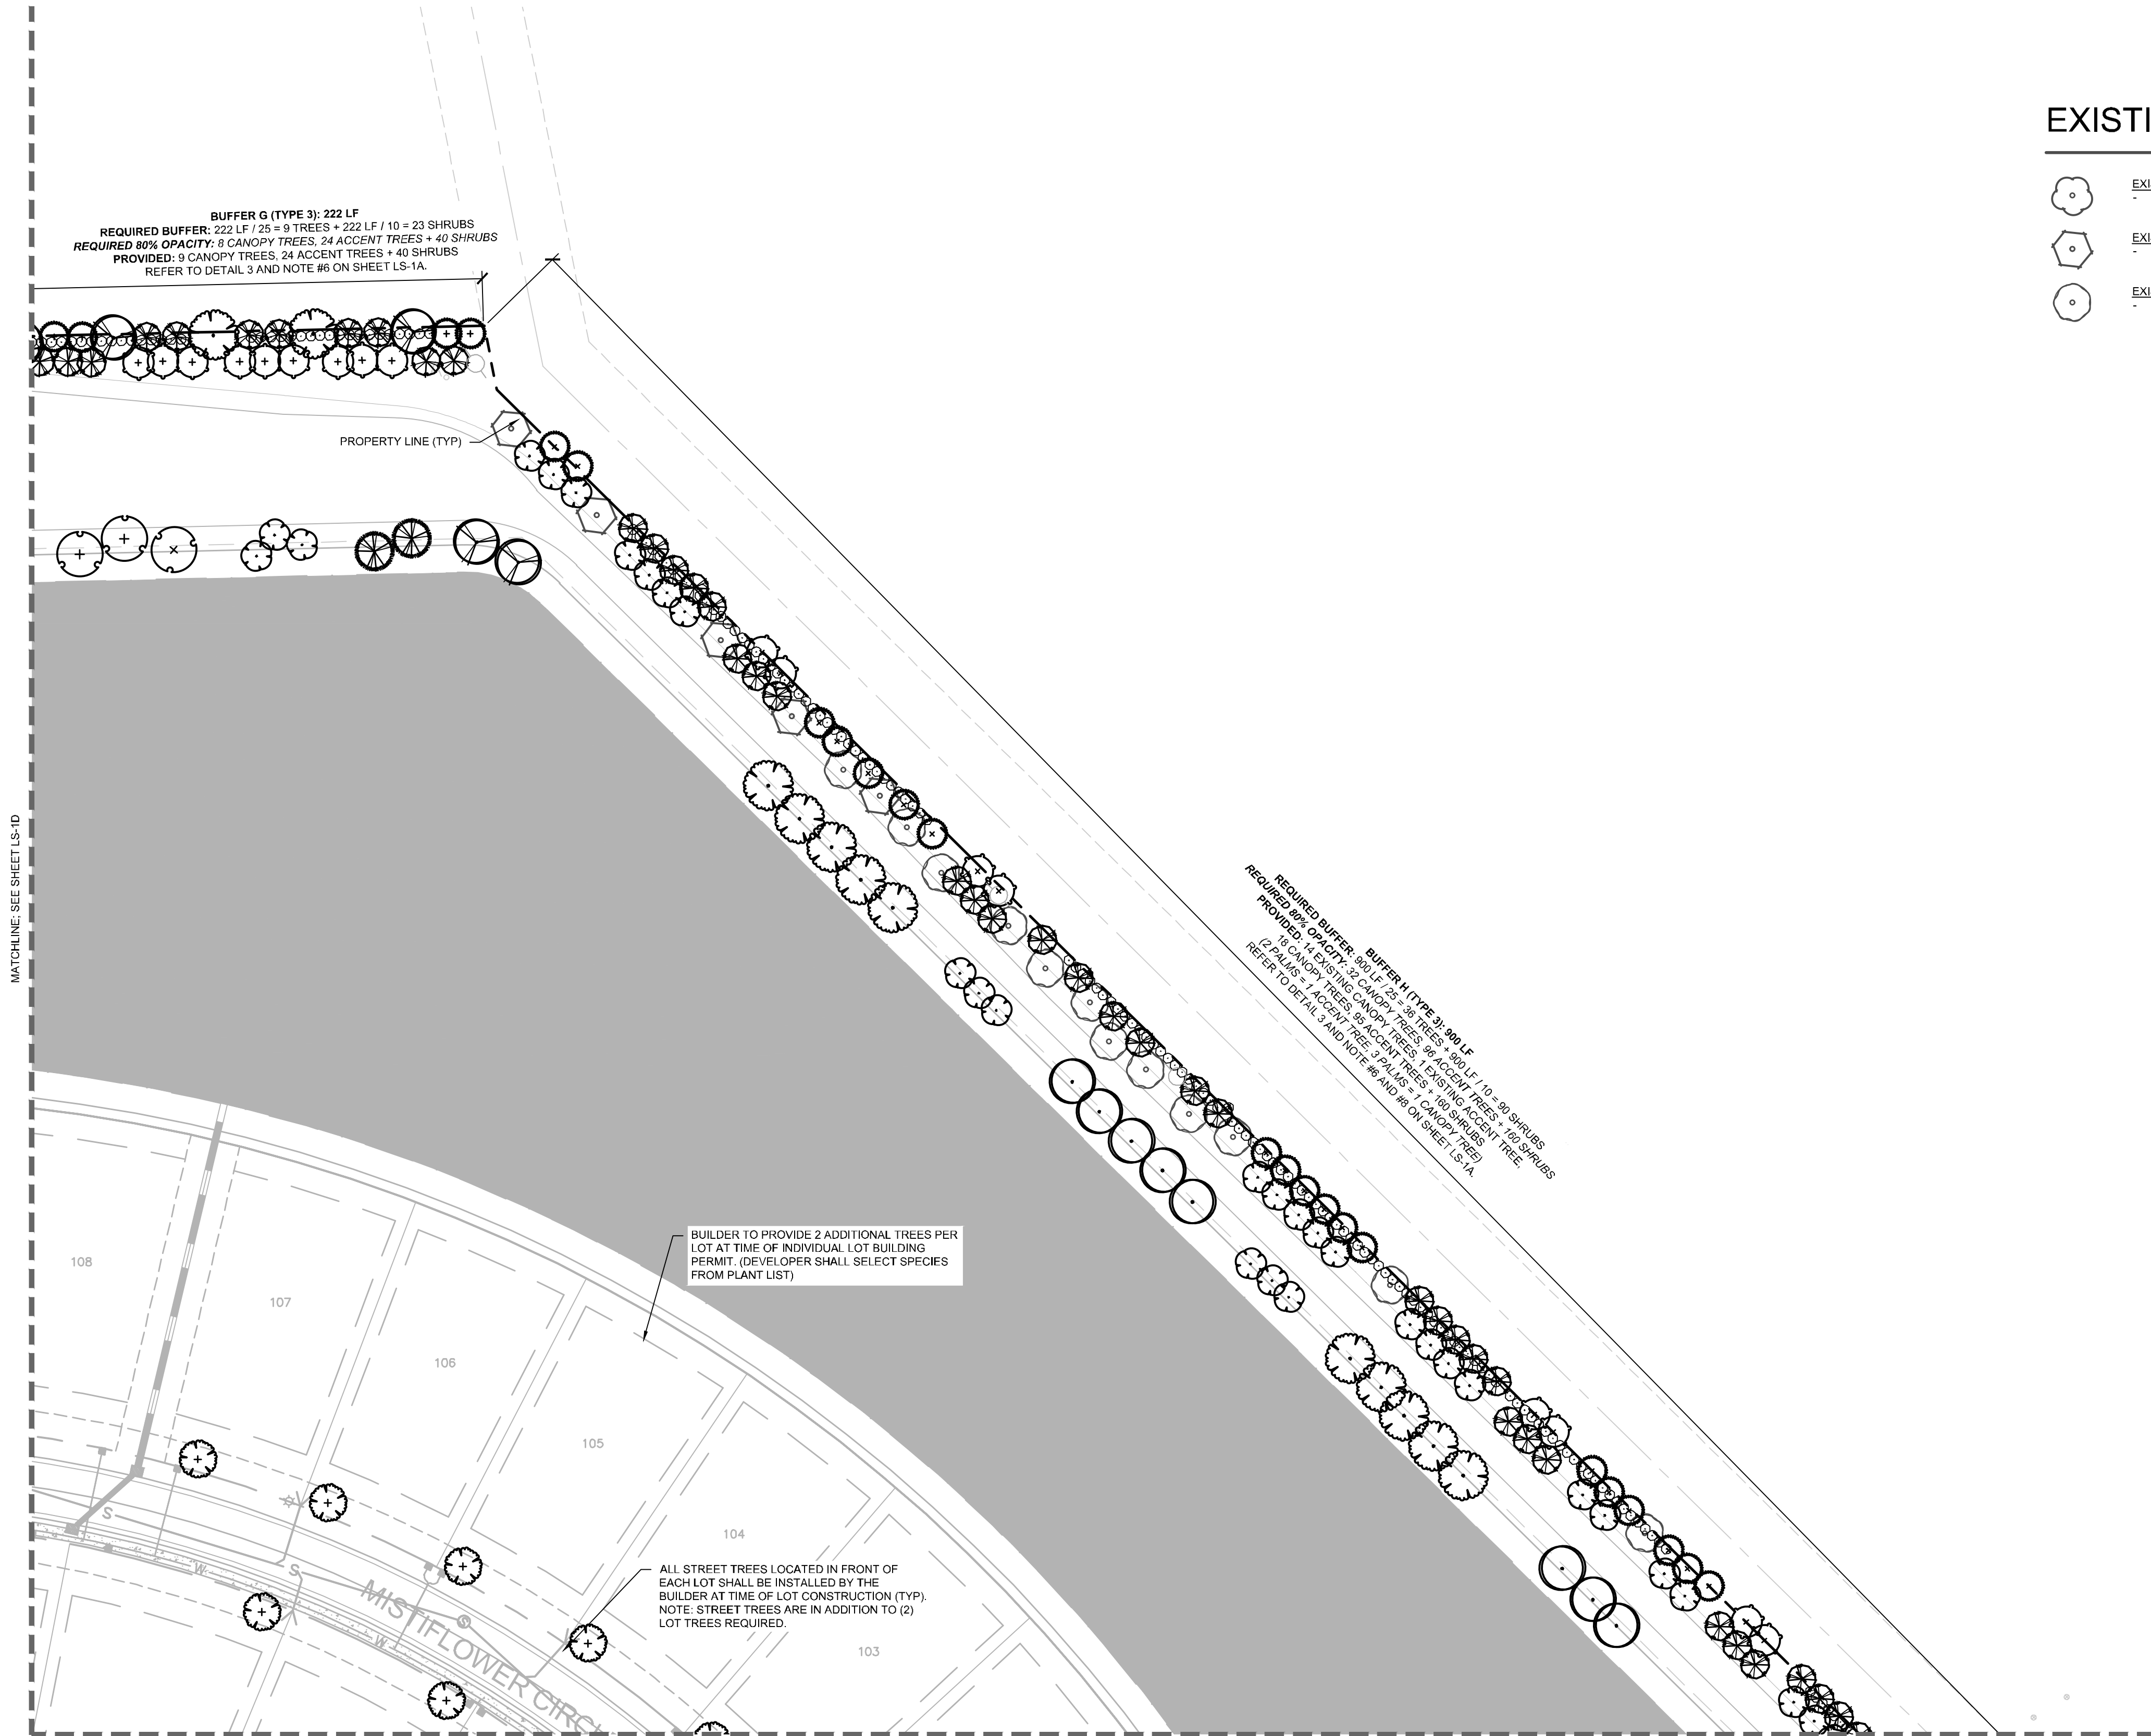 EXISTI
EXI
-
EXI
-
EXI
-
BUFFER G (TYPE 3): 222 LF
REQUIRED BUFFER: 222 LF / 25 = 9 TREES + 222 LF / 10 = 23 SHRUBS
REQUIRED 80% OPACITY: 8 CANOPY TREES, 24 ACCENT TREES + 40 SHRUBS
PROVIDED: 9 CANOPY TREES, 24 ACCENT TREES + 40 SHRUBS
REFER TO DETAIL 3 AND NOTE #6 ON SHEET LS-1A.
PROPERTY LINE (TYP)
MATCHLINE; SEE SHEET LS-1D
BUFFER H (TYPE 3): 900 LF
REQUIRED BUFFER: 900 LF / 25 = 36 TREES + 900 LF / 10 = 90 SHRUBS
REQUIRED 80% OPACITY: 32 CANOPY TREES, 96 ACCENT TREES + 160 SHRUBS
PROVIDED: 14 EXISTING CANOPY TREES, 1 EXISTING ACCENT TREE,
18 CANOPY TREES, 95 ACCENT TREES + 160 SHRUBS
(2 PALMS = 1 ACCENT TREE, 3 PALMS = 1 CANOPY TREE)
REFER TO DETAIL 3 AND NOTE #6 AND #8 ON SHEET LS-1A.
BUILDER TO PROVIDE 2 ADDITIONAL TREES PER
LOT AT TIME OF INDIVIDUAL LOT BUILDING
PERMIT. (DEVELOPER SHALL SELECT SPECIES
FROM PLANT LIST)
108
107
106
105
104
103
ALL STREET TREES LOCATED IN FRONT OF
EACH LOT SHALL BE INSTALLED BY THE
BUILDER AT TIME OF LOT CONSTRUCTION (TYP).
NOTE: STREET TREES ARE IN ADDITION TO (2)
LOT TREES REQUIRED.
S
W
S
S
W
MISTFLOWER CIRC